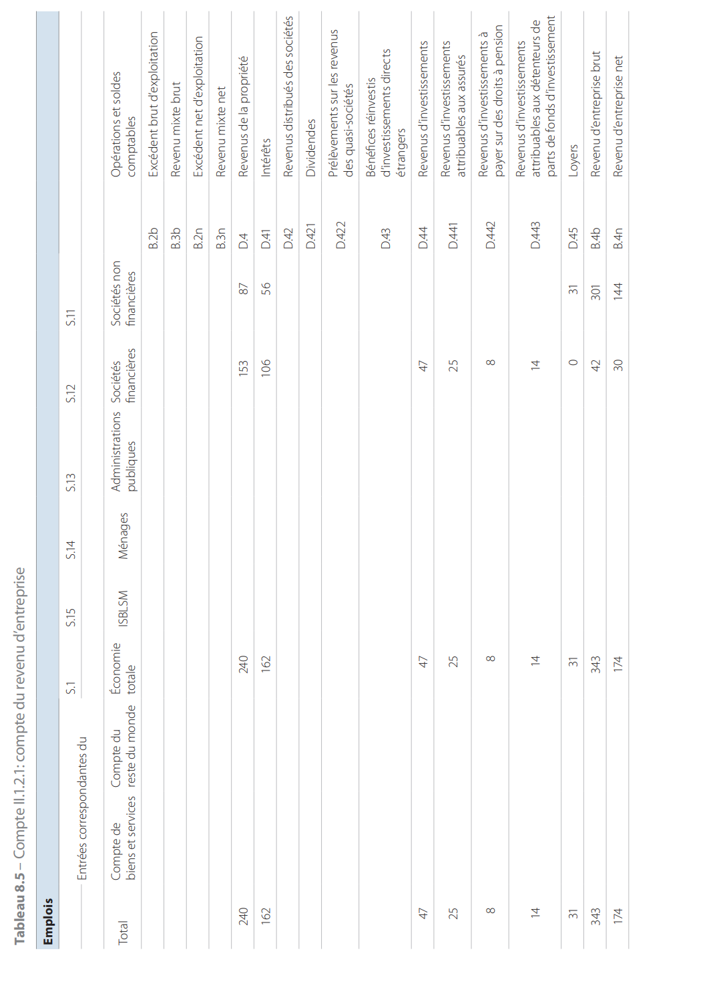 Tableau 8.5 – Compte II.1.2.1: compte du revenu d’entreprise
Emplois
S.1 S.15 S.14 S.13 S.12 S.11
Entrées correspondantes du
Total Compte de biens et services Compte du reste du monde Économie totale ISBLSM Ménages Administrations publiques Sociétés financières Sociétés non financières Opérations et soldes comptables
B.2b Excédent brut d’exploitation
B.3b Revenu mixte brut
B.2n Excédent net d’exploitation
B.3n Revenu mixte net
240 240 153 87 D.4 Revenus de la propriété
162 162 106 56 D.41 Intérêts
D.42 Revenus distribués des sociétés
D.421 Dividendes
D.422 Prélèvements sur les revenus
des quasi-sociétés
D.43 Bénéfices réinvestis
d’investissements directs
étrangers
47 47 47 D.44 Revenus d’investissements
25 25 25 D.441 Revenus d’investissements
attribuables aux assurés
8 8 8 D.442 Revenus d’investissements à
payer sur des droits à pension
14 14 14 D.443 Revenus d’investissements
attribuables aux détenteurs de
parts de fonds d’investissement
31 31 0 31 D.45 Loyers
343 343 42 301 B.4b Revenu d’entreprise brut
174 174 30 144 B.4n Revenu d’entreprise net